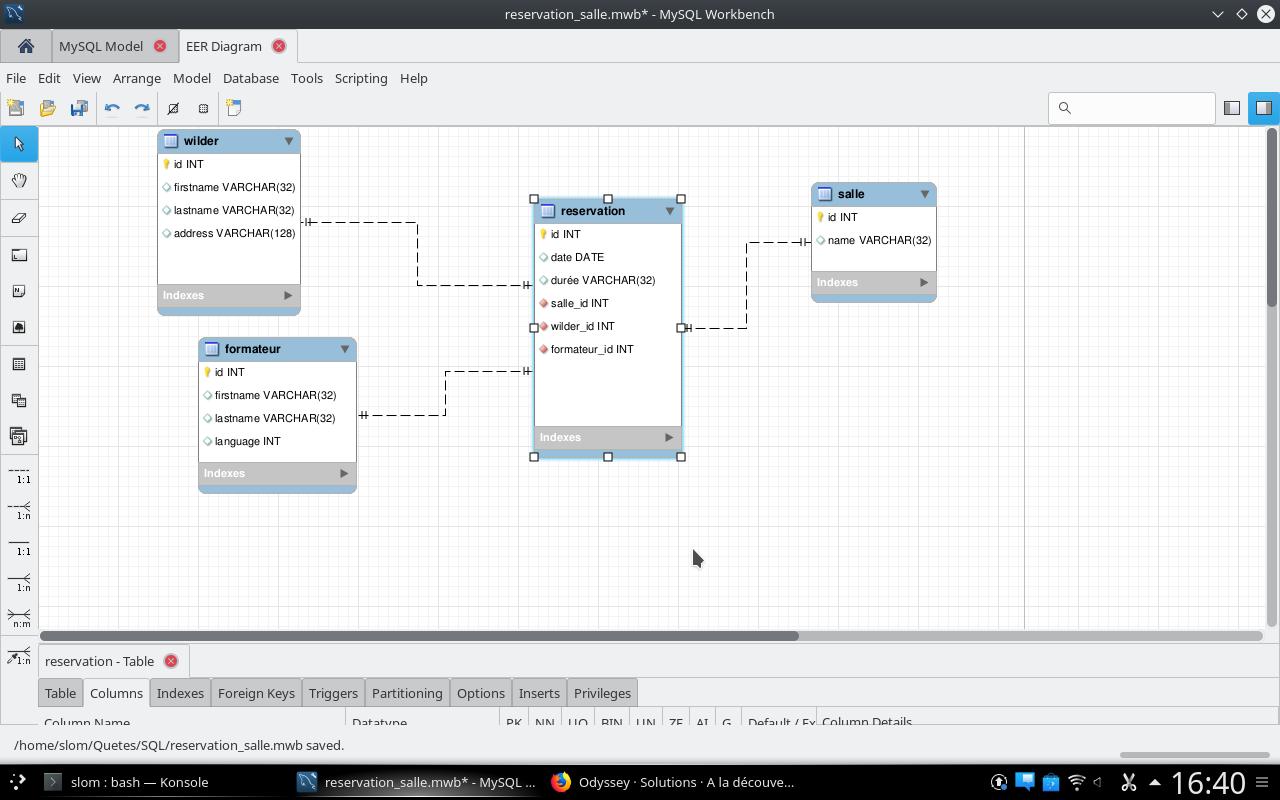 reservation_salle.mwb* - MySQL Workbench
MySQL Model
EER Diagram
File Edit View Arrange Model Database Tools Scripting Help
wilder
id INT
firstname VARCHAR(32)
lastname VARCHAR(32)
address VARCHAR(128)
Indexes
formateur
id INT
firstname VARCHAR(32)
lastname VARCHAR(32)
language INT
Indexes
reservation
id INT
date DATE
durée VARCHAR(32)
salle_id INT
wilder_id INT
formateur_id INT
Indexes
salle
id INT
name VARCHAR(32)
Indexes
1:1
1:n
1:1
1:n
n:m
1:n
reservation - Table
Table Columns Indexes Foreign Keys Triggers Partitioning Options Inserts Privileges
Column Name Datatype PK NN UQ BIN UN ZF AI G Default / Ex Column Details
/home/slom/Quetes/SQL/reservation_salle.mwb saved.
slom : bash — Konsole
reservation_salle.mwb* - MySQL ...
Odyssey · Solutions · A la découve...
16:40